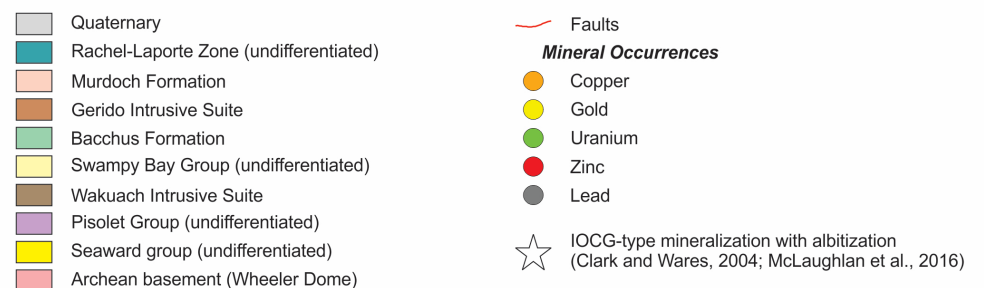 Quaternary
Rachel-Laporte Zone (undifferentiated)
Murdoch Formation
Gerido Intrusive Suite
Bacchus Formation
Swampy Bay Group (undifferentiated)
Wakuach Intrusive Suite
Pisolet Group (undifferentiated)
Seaward group (undifferentiated)
Archean basement (Wheeler Dome)
Faults
Mineral Occurrences
Copper
Gold
Uranium
Zinc
Lead
IOCG-type mineralization with albitization
(Clark and Wares, 2004; McLaughlan et al., 2016)